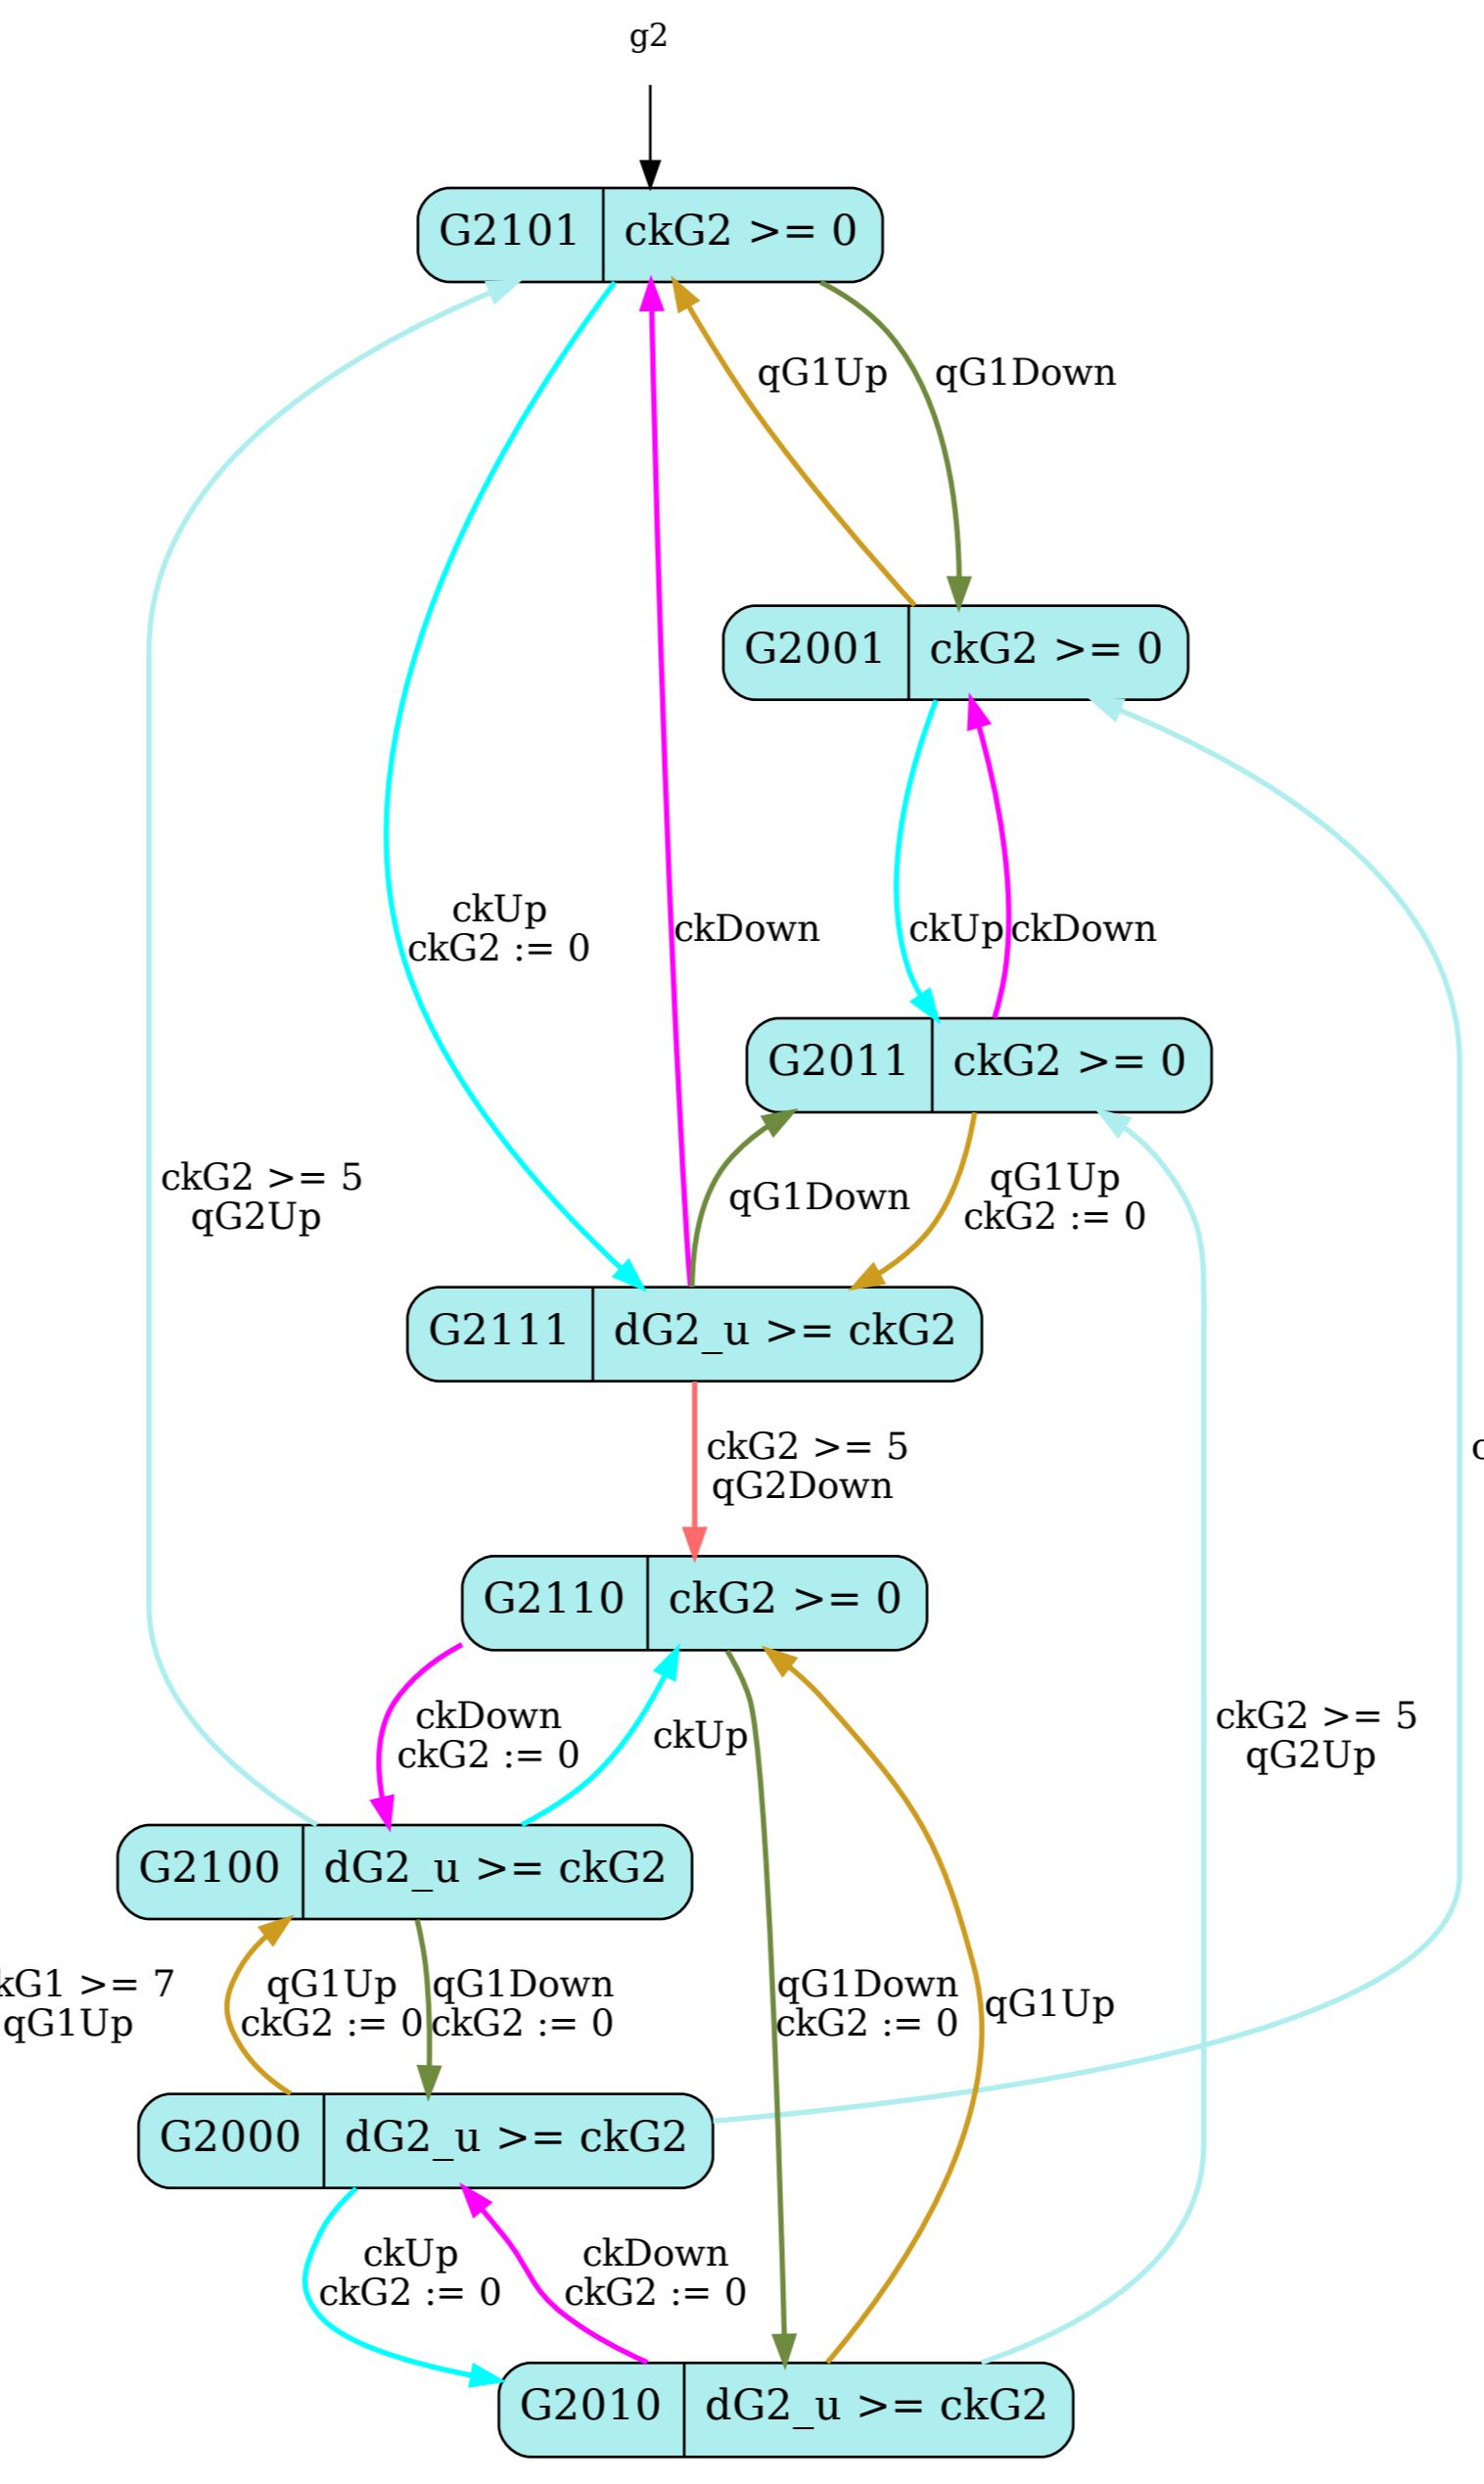 g2
G2101 ckG2 >= 0
qG1Up qG1Down
G2001 ckG2 >= 0
ckUp
ckG2 := 0
ckDown
ckUp
ckDown
G2011 ckG2 >= 0
ckG2 >= 5
qG2Up
qG1Down
qG1Up
ckG2 := 0
G2111 dG2_u >= ckG2
ckG2 >= 5
qG2Down
G2110 ckG2 >= 0
ckDown
ckG2 := 0
ckUp
ckG2 >= 5
qG2Up
G2100 dG2_u >= ckG2
kG1 >= 7
qG1Up
qG1Up
ckG2 := 0
qG1Down
ckG2 := 0
qG1Down
ckG2 := 0
qG1Up
G2000 dG2_u >= ckG2
ckUp
ckG2 := 0
ckDown
ckG2 := 0
G2010 dG2_u >= ckG2